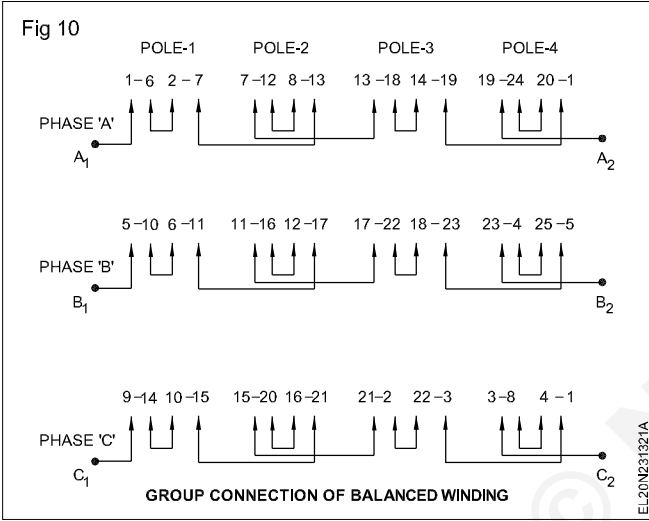 Fig 10
POLE-1 POLE-2 POLE-3 POLE-4
1-6 2-7 7-12 8-13 13-18 14-19 19-24 20-1
PHASE 'A'
A1 A2
5-10 6-11 11-16 12-17 17-22 18-23 23-4 25-5
PHASE 'B'
B1 B2
9-14 10-15 15-20 16-21 21-2 22-3 3-8 4-1
PHASE 'C'
C1 C2
GROUP CONNECTION OF BALANCED WINDING
EL20N231321A
©